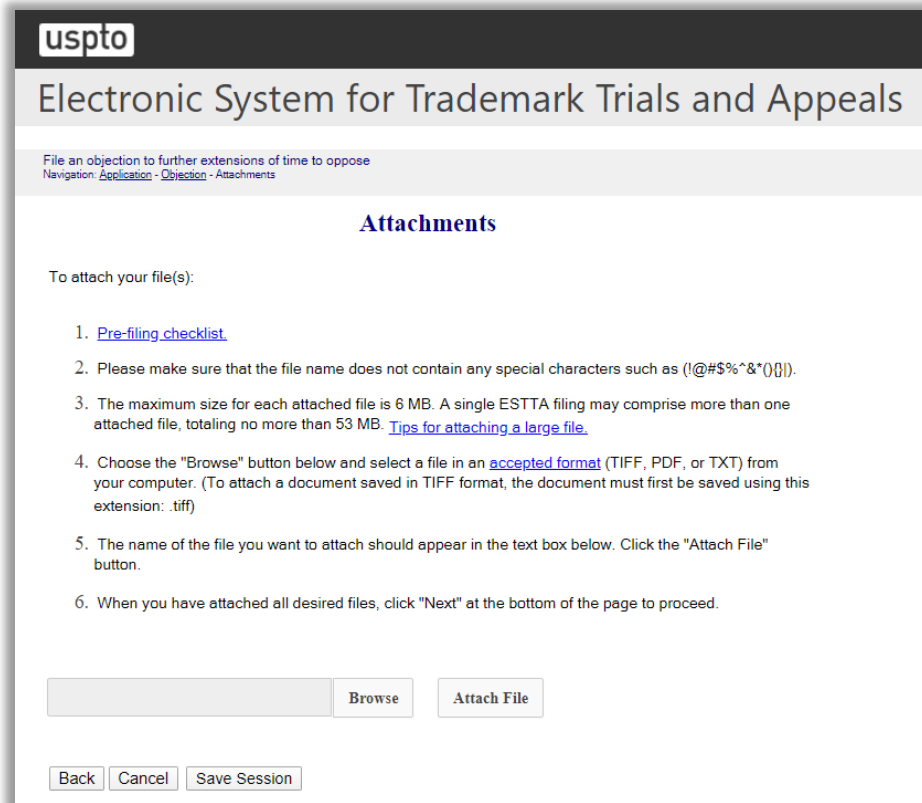 uspto
Electronic System for Trademark Trials and Appeals
File an objection to further extensions of time to oppose
Navigation: Application - Objection - Attachments
Attachments
To attach your file(s):
1. Pre-filing checklist.
2. Please make sure that the file name does not contain any special characters such as (!@#$%^&*(){}|).
3. The maximum size for each attached file is 6 MB. A single ESTTA filing may comprise more than one
attached file, totaling no more than 53 MB. Tips for attaching a large file.
4. Choose the "Browse" button below and select a file in an accepted format (TIFF, PDF, or TXT) from
your computer. (To attach a document saved in TIFF format, the document must first be saved using this
extension: .tiff)
5. The name of the file you want to attach should appear in the text box below. Click the "Attach File"
button.
6. When you have attached all desired files, click "Next" at the bottom of the page to proceed.
Browse Attach File
Back Cancel Save Session